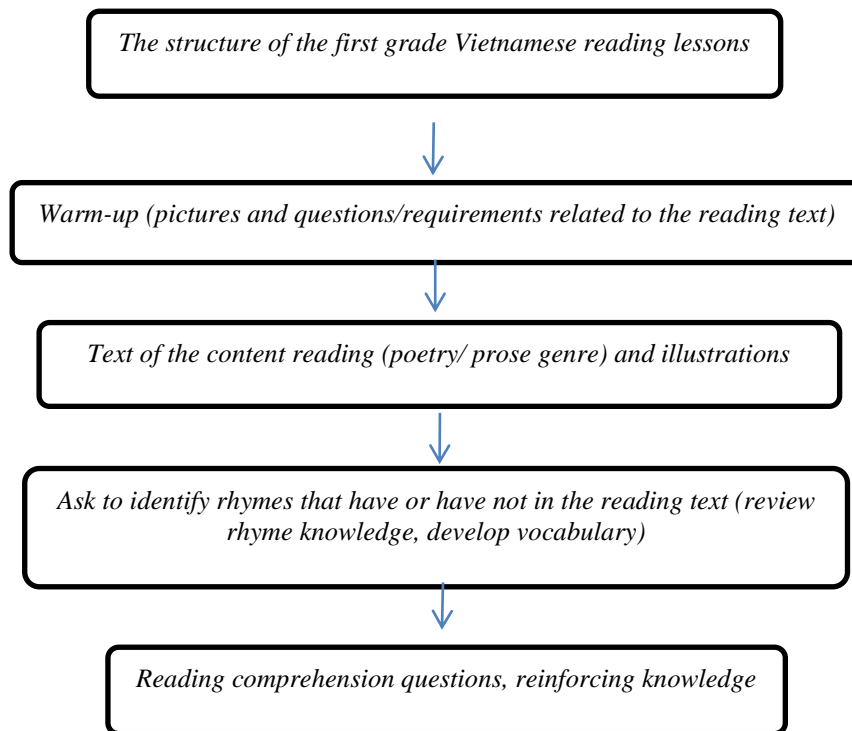 The structure of the first grade Vietnamese reading lessons
Warm-up (pictures and questions/requirements related to the reading text)
Text of the content reading (poetry/ prose genre) and illustrations
Ask to identify rhymes that have or have not in the reading text (review
rhyme knowledge, develop vocabulary)
Reading comprehension questions, reinforcing knowledge